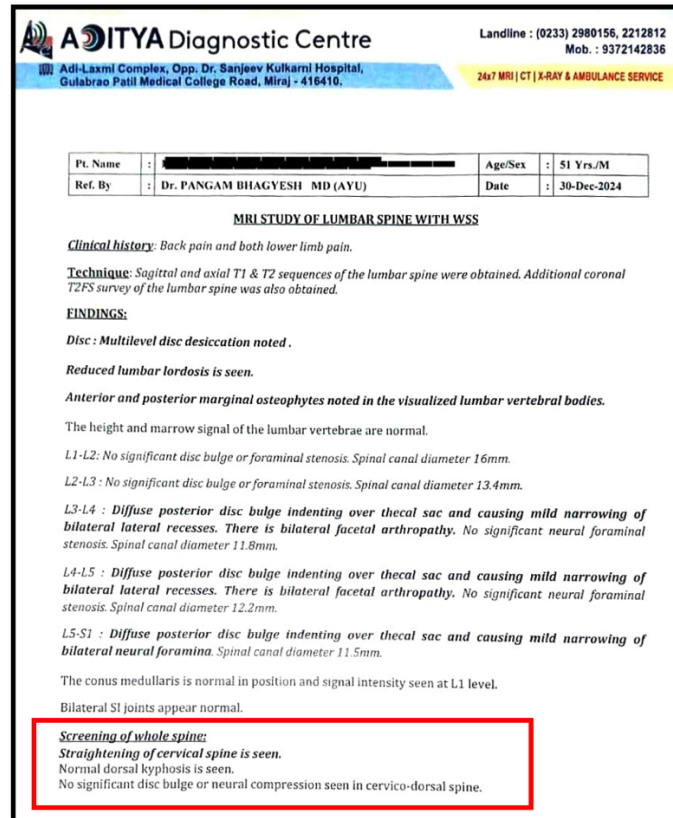 ADITYA Diagnostic Centre
Landline : (0233) 2980156, 2212812
Mob. : 9372142836
Adi-Laxmi Complex, Opp. Dr. Sanjeev Kulkarni Hospital,
Gulabrao Patil Medical College Road, Miraj - 416410.
24x7 MRI | CT | X-RAY & AMBULANCE SERVICE
Pt. Name : Age/Sex : 51 Yrs./M
Ref. By : Dr. PANGAM BHAGYESH MD (AYU) Date : 30-Dec-2024
MRI STUDY OF LUMBAR SPINE WITH WSS
Clinical history: Back pain and both lower limb pain.
Technique: Sagittal and axial T1 & T2 sequences of the lumbar spine were obtained. Additional coronal
T2FS survey of the lumbar spine was also obtained.
FINDINGS:
Disc : Multilevel disc desiccation noted .
Reduced lumbar lordosis is seen.
Anterior and posterior marginal osteophytes noted in the visualized lumbar vertebral bodies.
The height and marrow signal of the lumbar vertebrae are normal.
L1-L2: No significant disc bulge or foraminal stenosis. Spinal canal diameter 16mm.
L2-L3 : No significant disc bulge or foraminal stenosis. Spinal canal diameter 13.4mm.
L3-L4 : Diffuse posterior disc bulge indenting over thecal sac and causing mild narrowing of
bilateral lateral recesses. There is bilateral facetal arthropathy. No significant neural foraminal
stenosis. Spinal canal diameter 11.8mm.
L4-L5 : Diffuse posterior disc bulge indenting over thecal sac and causing mild narrowing of
bilateral lateral recesses. There is bilateral facetal arthropathy. No significant neural foraminal
stenosis. Spinal canal diameter 12.2mm.
L5-S1 : Diffuse posterior disc bulge indenting over thecal sac and causing mild narrowing of
bilateral neural foramina. Spinal canal diameter 11.5mm.
The conus medullaris is normal in position and signal intensity seen at L1 level.
Bilateral SI joints appear normal.
Screening of whole spine:
Straightening of cervical spine is seen.
Normal dorsal kyphosis is seen.
No significant disc bulge or neural compression seen in cervico-dorsal spine.